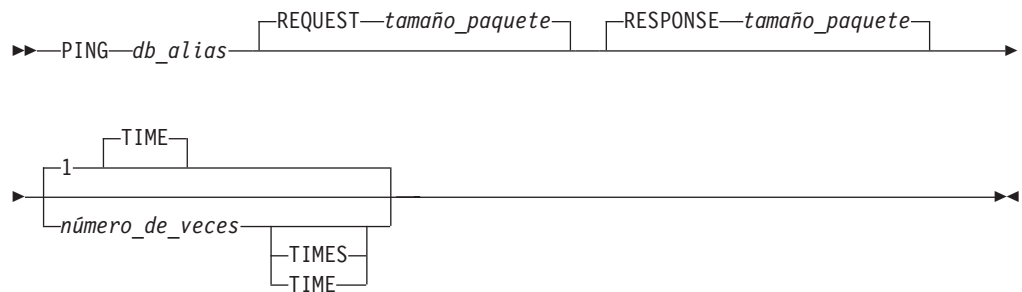 REQUEST tamaño_paquete RESPONSE tamaño_paquete
PING db_alias
TIME
1
número_de_veces
TIMES
TIME